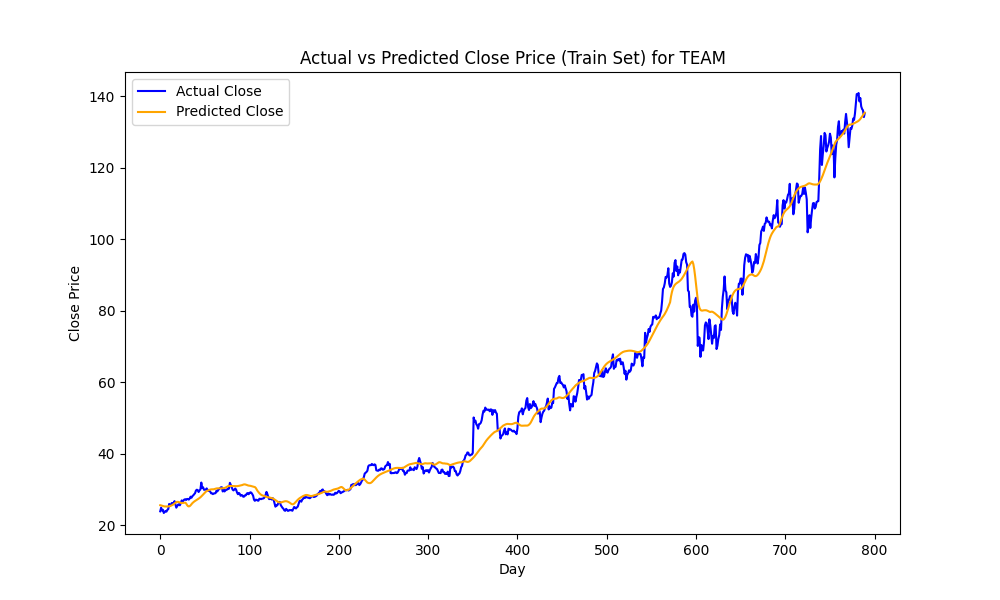 Actual vs Predicted Close Price (Train Set) for TEAM
Actual Close
Predicted Close
Close Price
140
120
100
80
60
40
20
0 100 200 300 400 500 600 700 800
Day